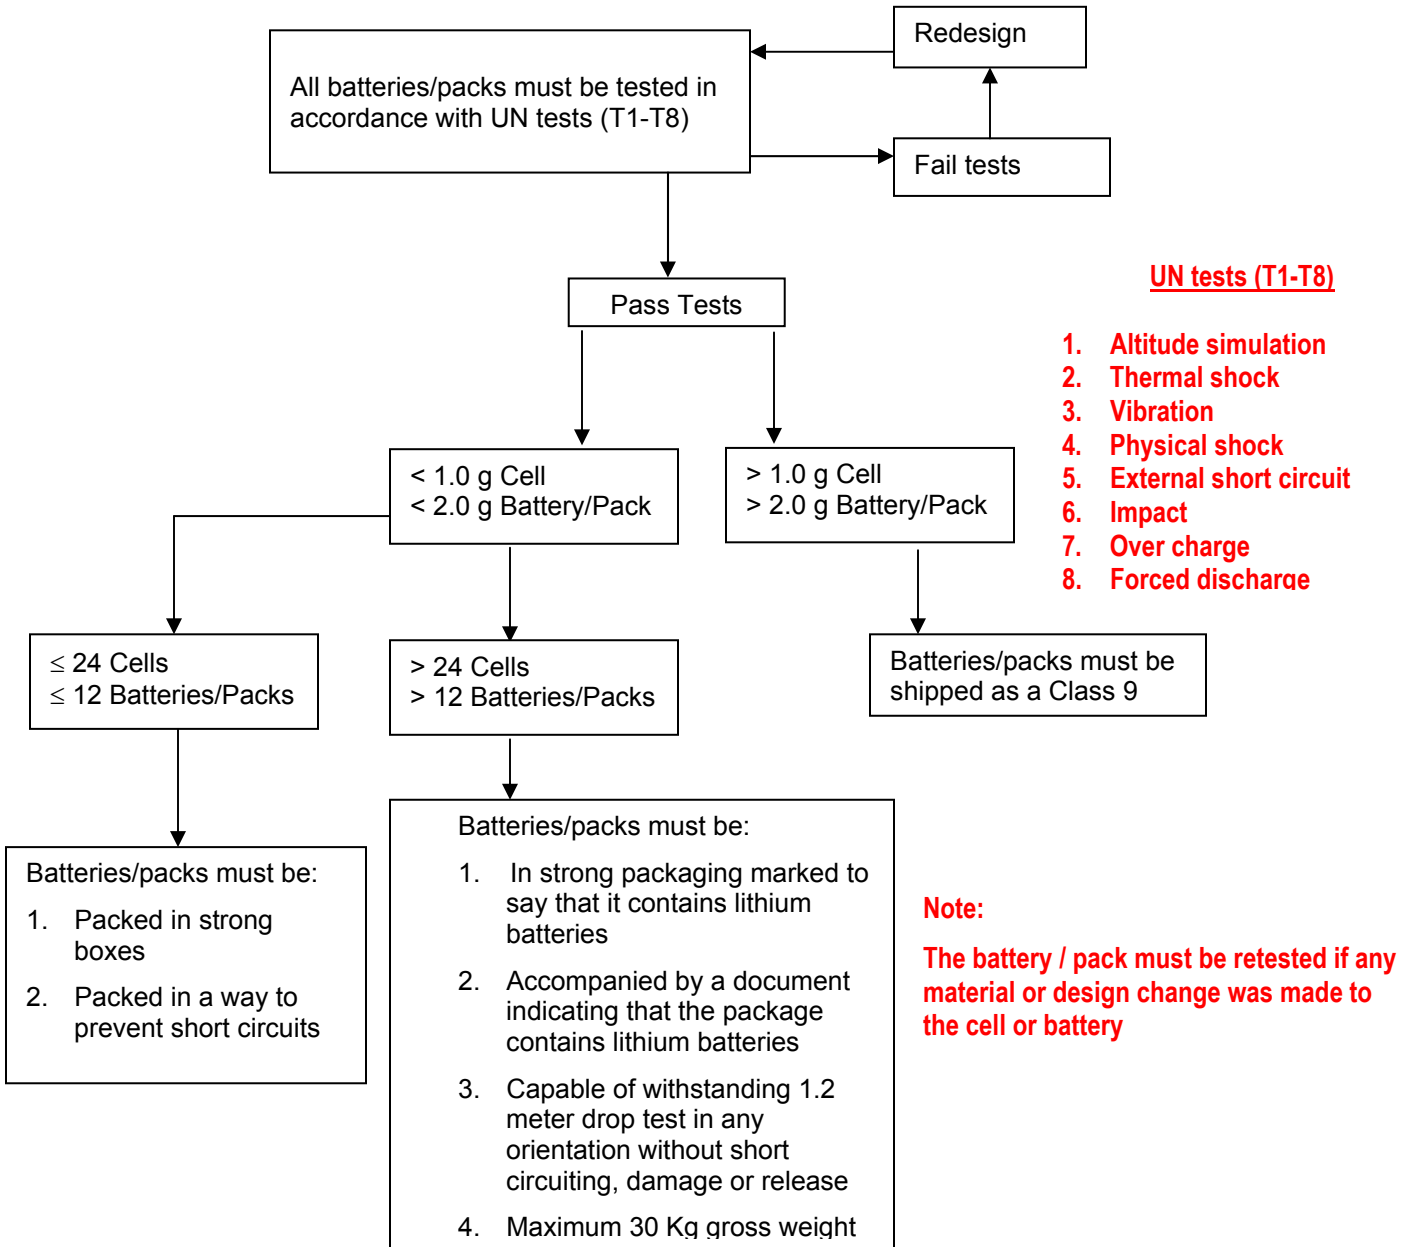 Redesign
All batteries/packs must be tested in
accordance with UN tests (T1-T8)
Fail tests
Pass Tests
UN tests (T1-T8)
1. Altitude simulation
2. Thermal shock
3. Vibration
4. Physical shock
5. External short circuit
6. Impact
7. Over charge
8. Forced discharge
< 1.0 g Cell
< 2.0 g Battery/Pack
> 1.0 g Cell
> 2.0 g Battery/Pack
≤ 24 Cells
≤ 12 Batteries/Packs
> 24 Cells
> 12 Batteries/Packs
Batteries/packs must be
shipped as a Class 9
Batteries/packs must be:
1. Packed in strong
boxes
2. Packed in a way to
prevent short circuits
Batteries/packs must be:
1. In strong packaging marked to
say that it contains lithium
batteries
2. Accompanied by a document
indicating that the package
contains lithium batteries
3. Capable of withstanding 1.2
meter drop test in any
orientation without short
circuiting, damage or release
4. Maximum 30 Kg gross weight
Note:
The battery / pack must be retested if any
material or design change was made to
the cell or battery